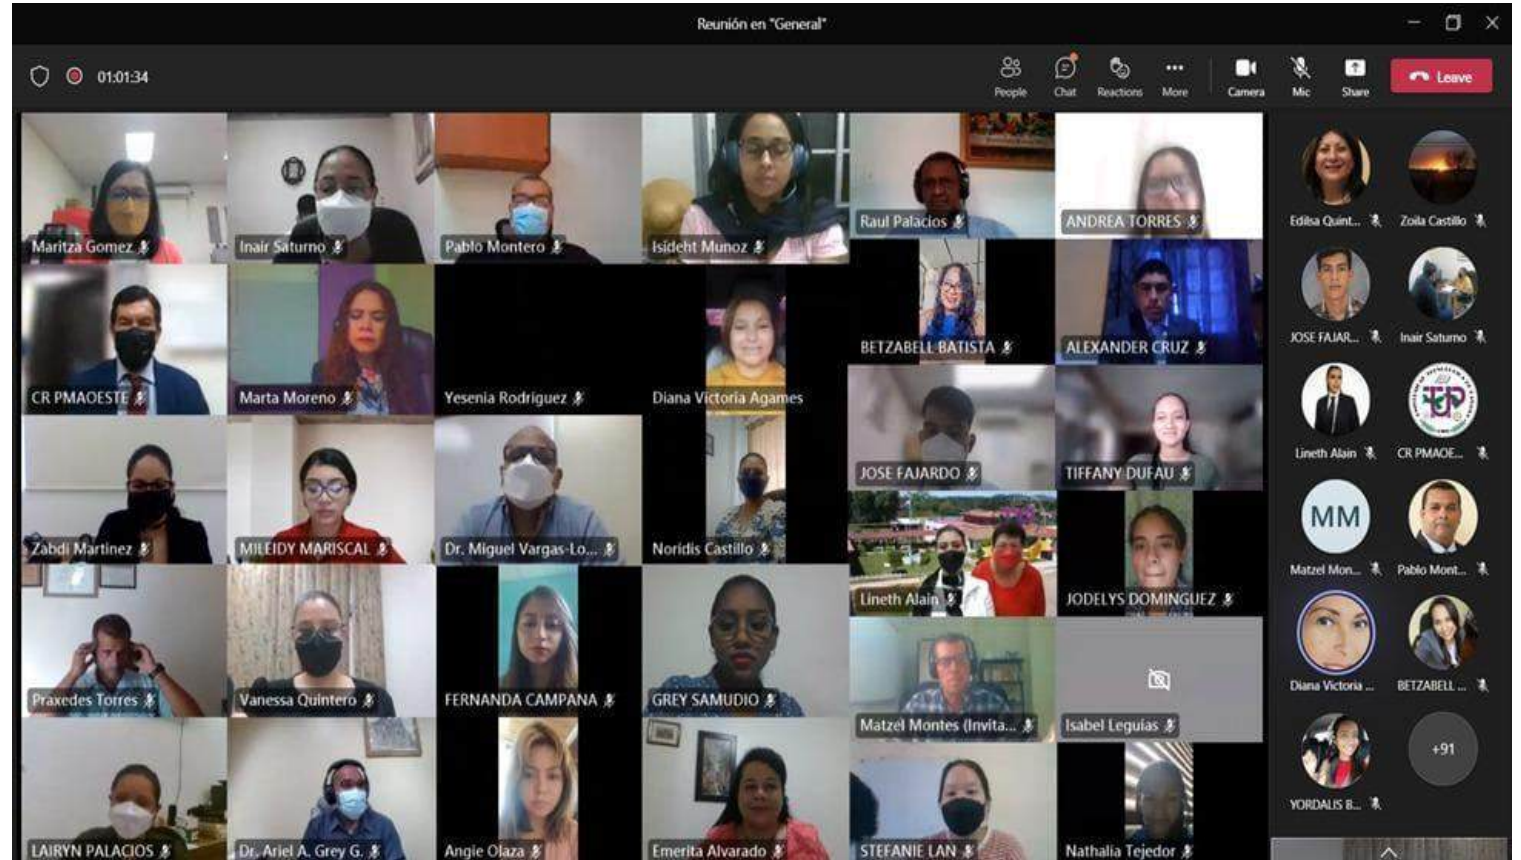 Reunión en "General"
01:01:34
People
Chat
Reactions
More
Camera
Mic
Share
Leave
Maritza Gomez
Inair Saturno
Pablo Montero
Isideht Munoz
Raul Palacios
ANDREA TORRES
CR PMAOESTE
Marta Moreno
Yesenia Rodriguez
Diana Victoria Agames
BETZABELL BATISTA
ALEXANDER CRUZ
JOSE FAJARDO
TIFFANY DUFAU
Zabdi Martinez
MILEIDY MARISCAL
Dr. Miguel Vargas-Lo...
Noridis Castillo
Lineth Alain
JODELYS DOMINGUEZ
Praxedes Torres
Vanessa Quintero
FERNANDA CAMPANA
GREY SAMUDIO
Matzel Montes (Invita...
Isabel Leguias
LAIRYN PALACIOS
Dr. Ariel A. Grey G.
Angie Olaza
Emerita Alvarado
STEFANIE LAN
Nathalia Tejedor
Edilsa Quint...
Zoila Castillo
JOSE FAJAR...
Inair Saturno
Lineth Alain
CR PMAOE...
MM
Matzel Mon...
Pablo Mont...
Diana Victoria ...
BETZABELL ...
YORDALIS B...
+91